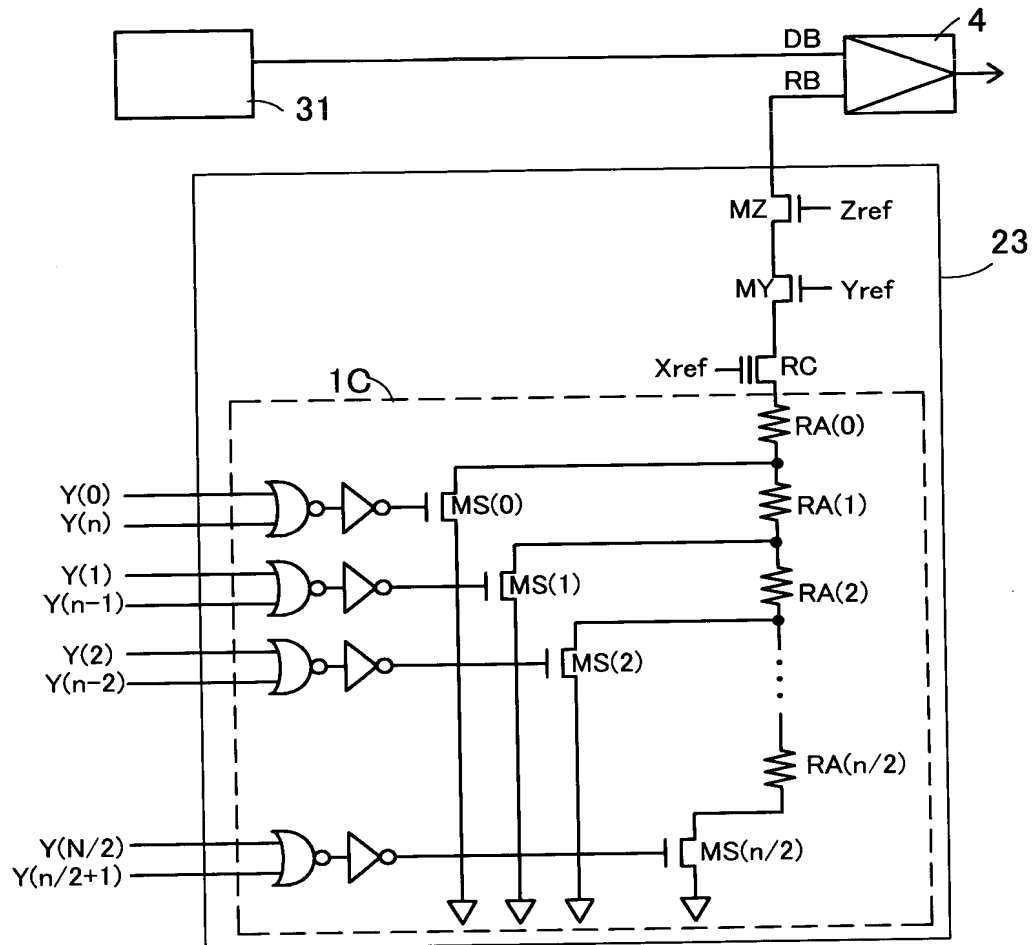 4
DB
31
RB
MZ
Zref
23
MY
Yref
Xref
RC
1C
RA(0)
Y(0)
Y(n)
MS(0)
RA(1)
Y(1)
Y(n-1)
MS(1)
RA(2)
Y(2)
Y(n-2)
MS(2)
RA(n/2)
Y(N/2)
Y(n/2+1)
MS(n/2)